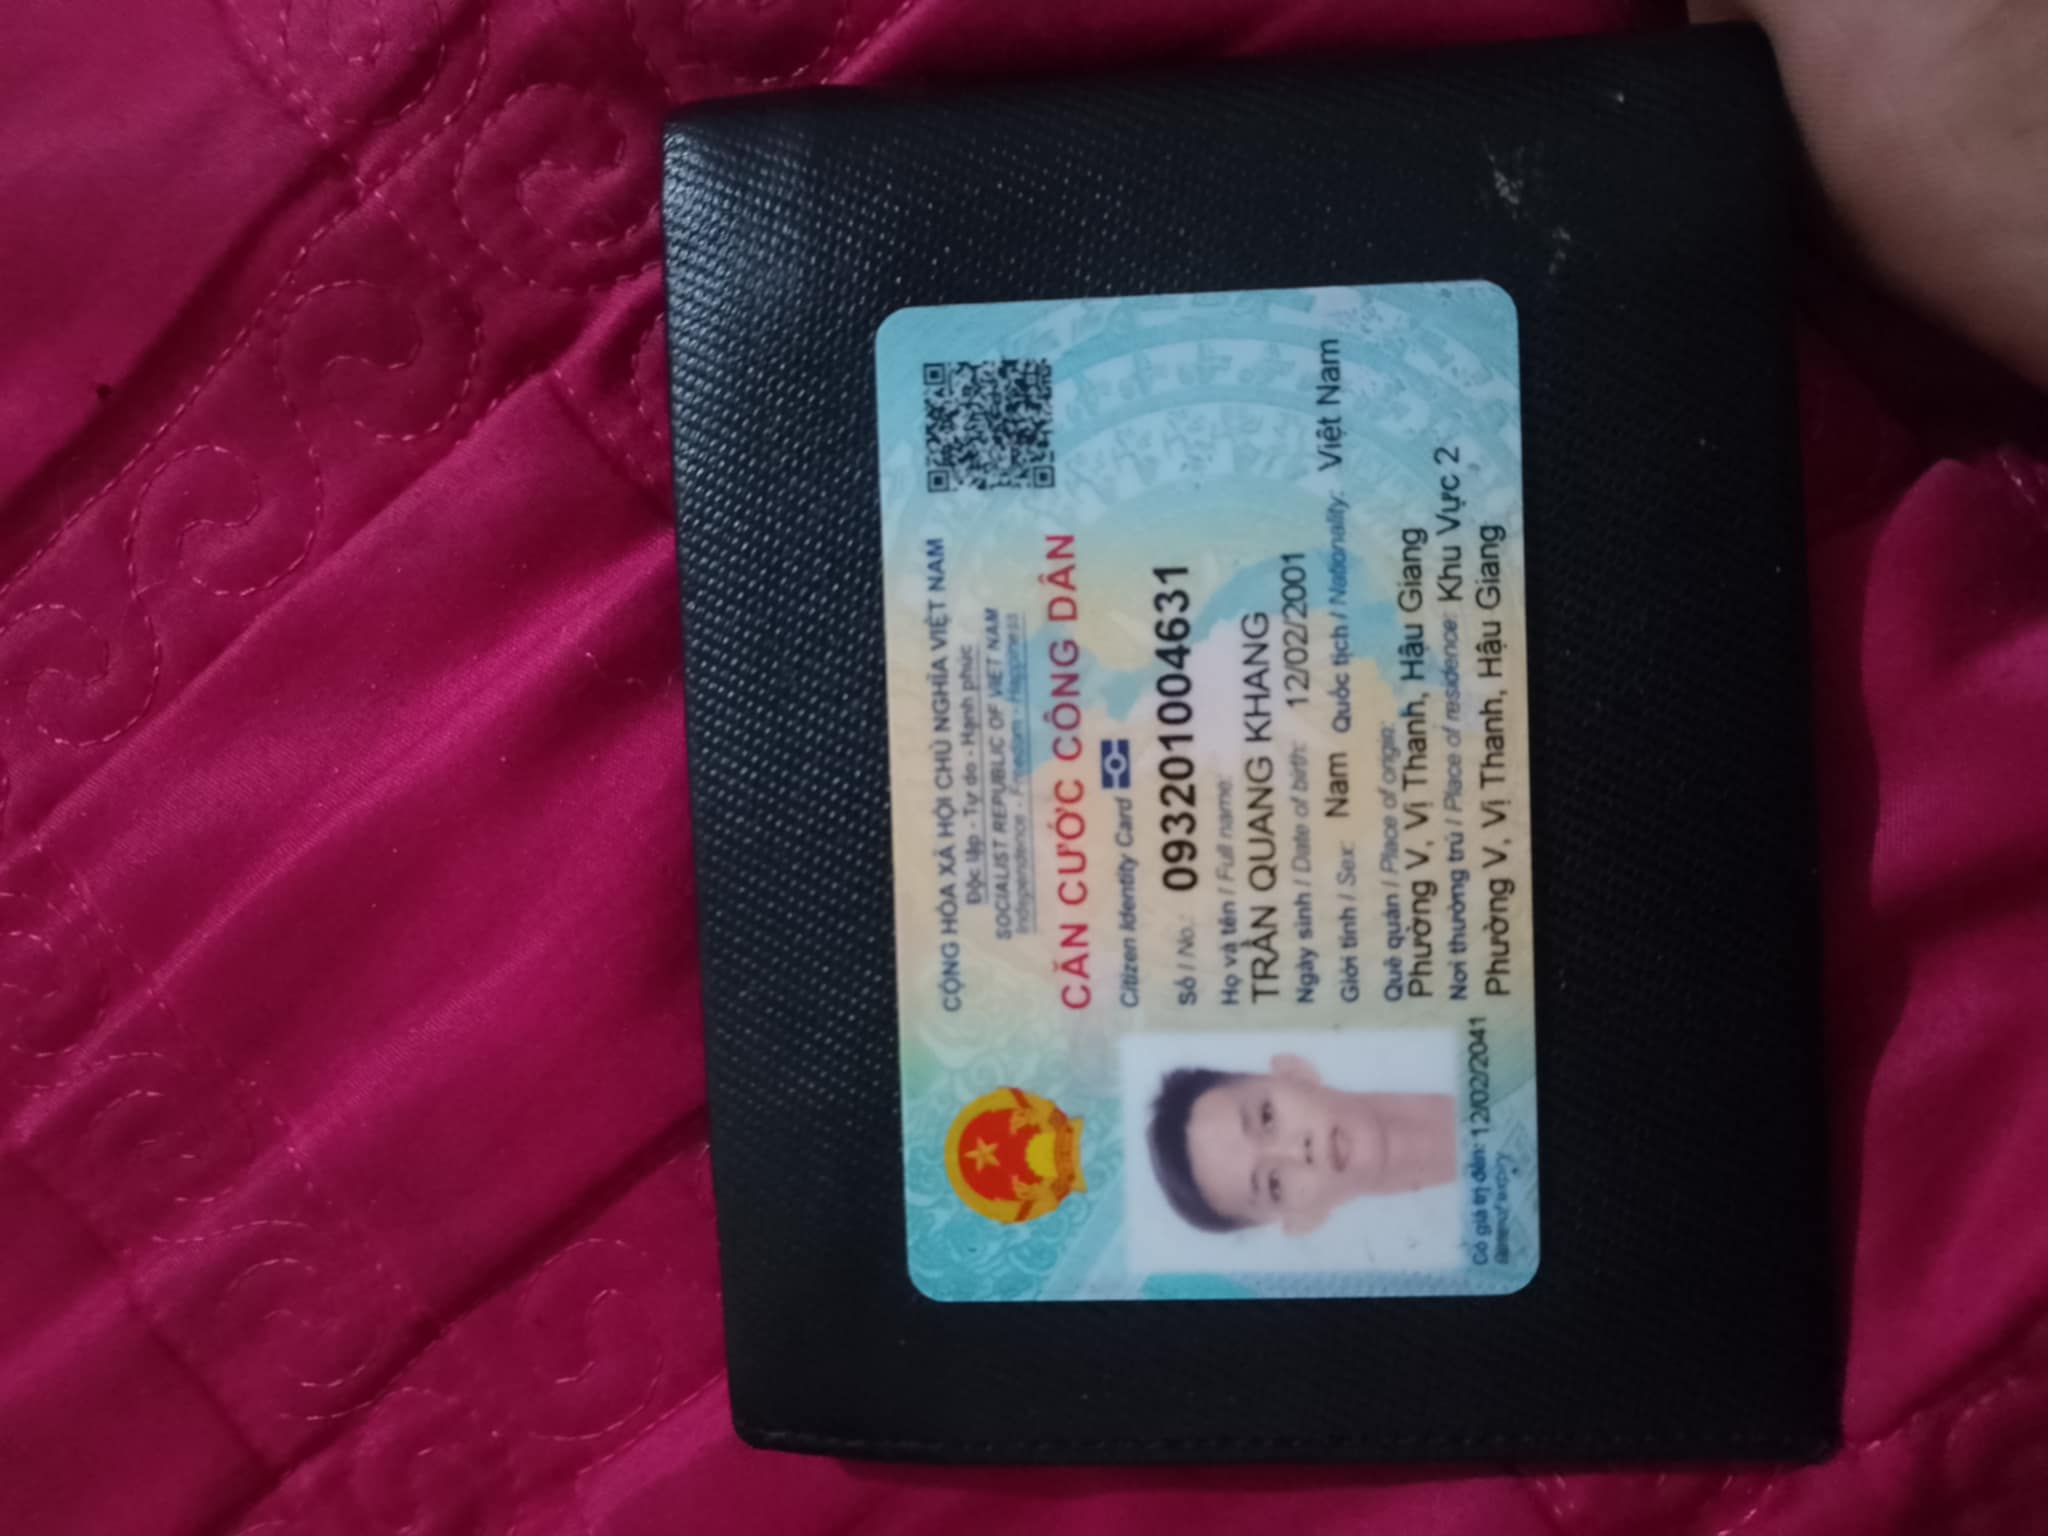 CỘNG HÒA XÃ HỘI CHỦ NGHĨA VIỆT NAM
Độc lập - Tự do - Hạnh phúc
SOCIALIST REPUBLIC OF VIET NAM
Independence - Freedom - Happiness
CĂN CƯỚC CÔNG DÂN
Citizen Identity Card
Số / No.: 093201004631
Họ và tên / Full name:
TRẦN QUANG KHANG
Ngày sinh / Date of birth: 12/02/2001
Giới tính / Sex: Nam Quốc tịch / Nationality: Việt Nam
Quê quán / Place of origin:
Phường V, Vị Thanh, Hậu Giang
Nơi thường trú / Place of residence: Khu Vực 2
Phường V, Vị Thanh, Hậu Giang
Có giá trị đến: 12/02/2041
Date of expiry